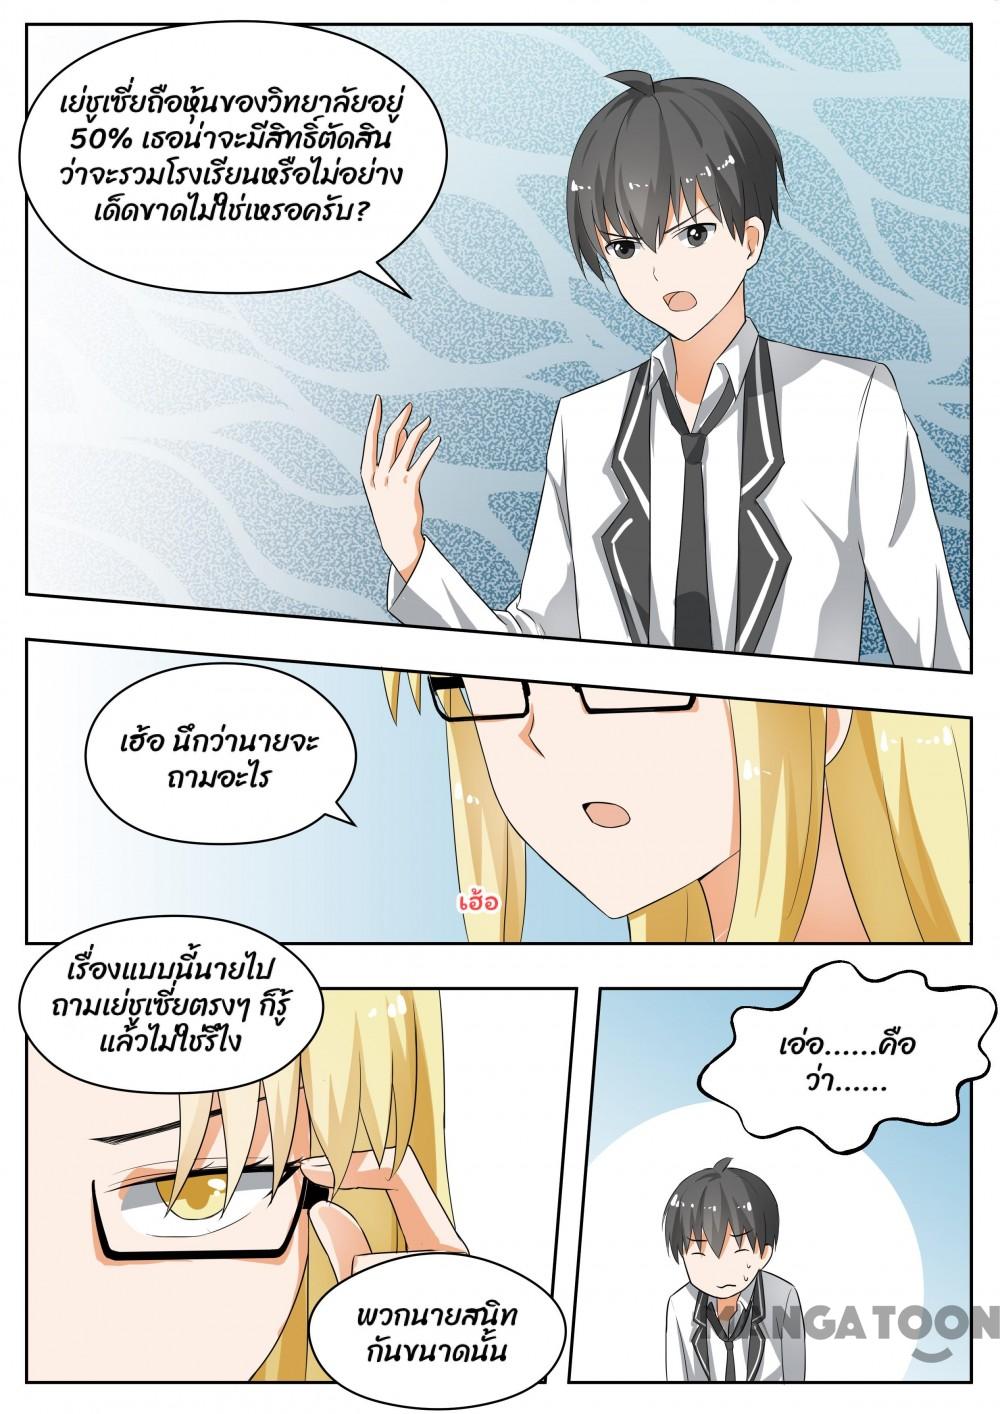 เย่ชูเซี่ยถือหุ้นของวิทยาลัยอยู่
50% เธอน่าจะมีสิทธิ์ตัดสิน
ว่าจะรวมโรงเรียนหรือไม่อย่าง
เด็ดขาดไม่ใช่เหรอครับ?
เฮ้อ นึกว่านายจะ
ถามอะไร
เฮ้อ
เรื่องแบบนี้นายไป
ถามเย่ชูเซี่ยตรงๆ ก็รู้
แล้วไม่ใช่รึไง
เอ่อ......คือ
ว่า......
พวกนายสนิท
กันขนาดนั้น
MANGATOON